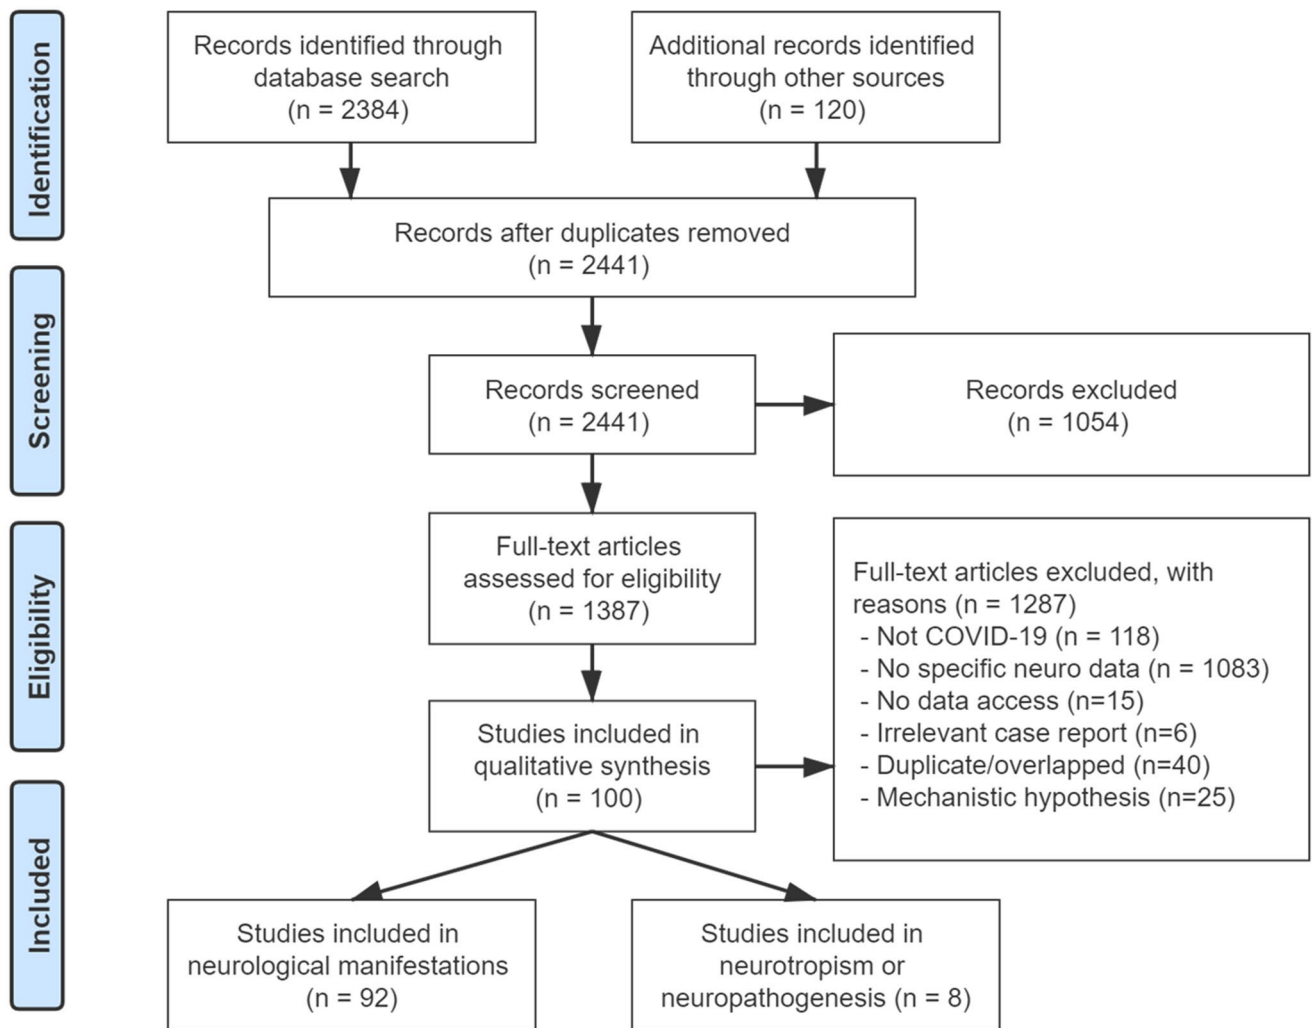 Identification
Records identified through
database search
(n = 2384)
Additional records identified
through other sources
(n = 120)
Records after duplicates removed
(n = 2441)
Screening
Records screened
(n = 2441)
Records excluded
(n = 1054)
Eligibility
Full-text articles
assessed for eligibility
(n = 1387)
Full-text articles excluded, with
reasons (n = 1287)
- Not COVID-19 (n = 118)
- No specific neuro data (n = 1083)
- No data access (n=15)
- Irrelevant case report (n=6)
- Duplicate/overlapped (n=40)
- Mechanistic hypothesis (n=25)
Studies included in
qualitative synthesis
(n = 100)
Included
Studies included in
neurological manifestations
(n = 92)
Studies included in
neurotropism or
neuropathogenesis (n = 8)